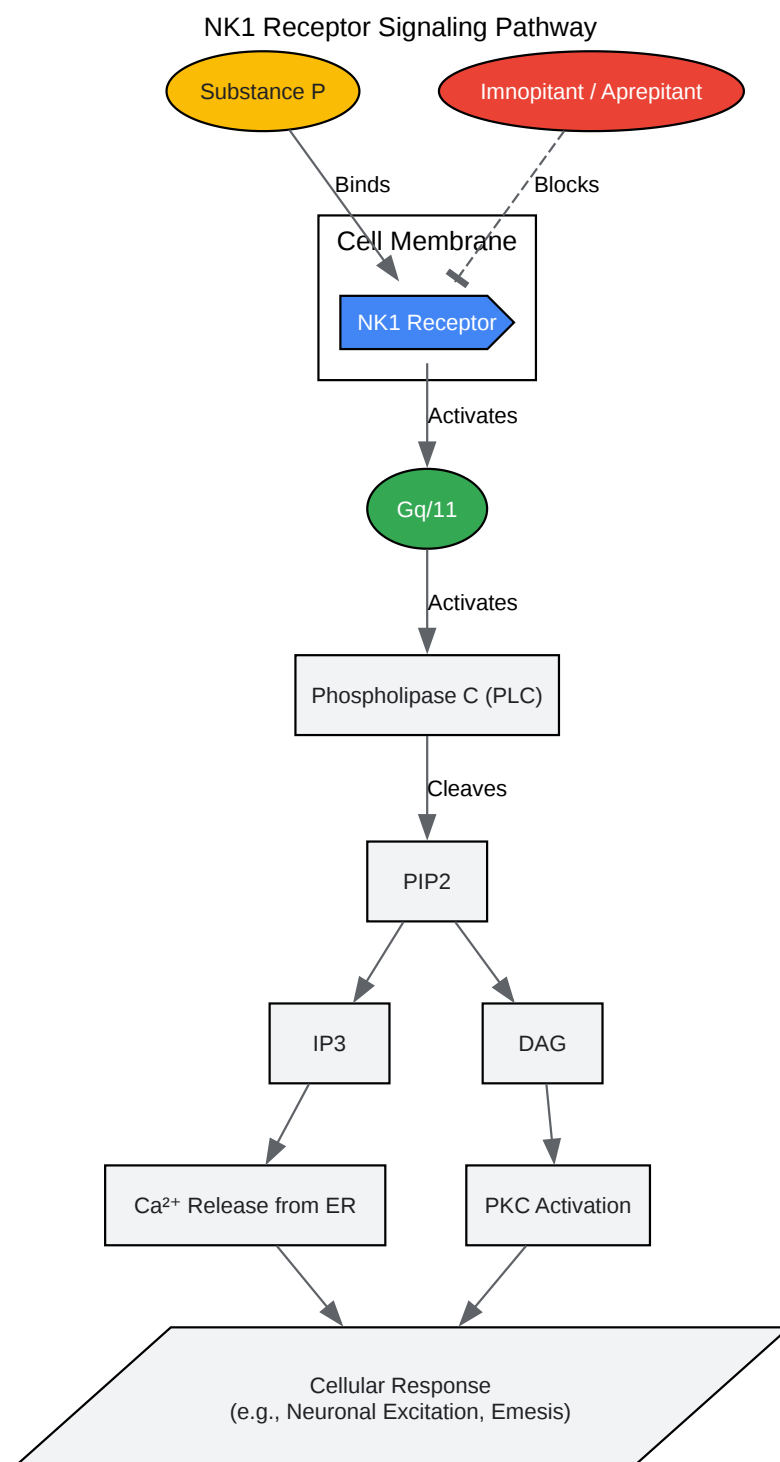 NK1 Receptor Signaling Pathway
Substance P
Imnopitant / Aprepitant
Binds
Blocks
Cell Membrane
NK1 Receptor
Activates
Gq/11
Activates
Phospholipase C (PLC)
Cleaves
PIP2
IP3
DAG
Ca²⁺ Release from ER
PKC Activation
Cellular Response
(e.g., Neuronal Excitation, Emesis)